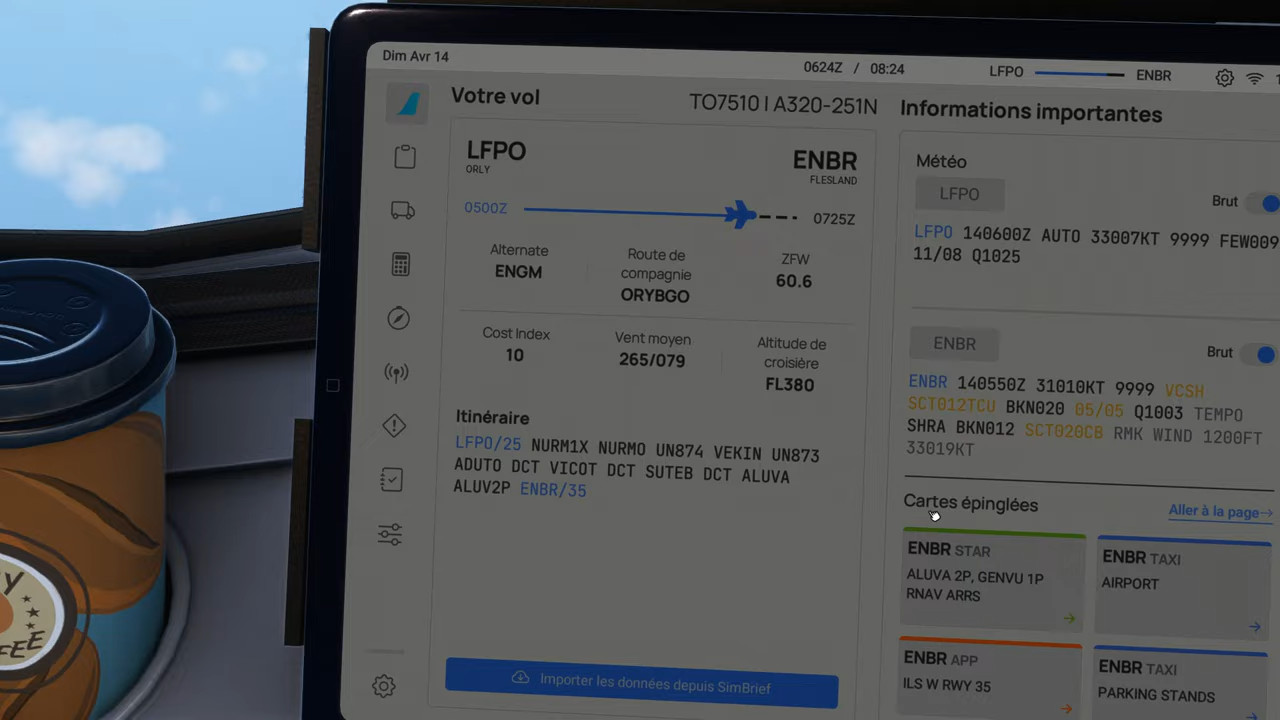 Dim Avr 14
0624Z / 08:24
LFPO ENBR
Votre vol
TO7510 | A320-251N
LFPO
ORLY
ENBR
FLESLAND
0500Z
0725Z
Alternate
ENGM
Route de
compagnie
ORYBGO
ZFW
60.6
Cost Index
10
Vent moyen
265/079
Altitude de
croisière
FL380
Itinéraire
LFPO/25 NURM1X NURMO UN874 VEKIN UN873
ADUTO DCT VICOT DCT SUTEB DCT ALUVA
ALUV2P ENBR/35
Importer les données depuis SimBrief
Informations importantes
Météo
LFPO
Brut
LFPO 140600Z AUTO 33007KT 9999 FEW009
11/08 Q1025
ENBR
Brut
ENBR 140550Z 31010KT 9999 VCSH
SCT012TCU BKN020 05/05 Q1003 TEMPO
SHRA BKN012 SCT020CB RMK WIND 1200FT
33019KT
Cartes épinglées
Aller à la page
ENBR STAR
ALUVA 2P, GENVU 1P
RNAV ARRS
ENBR TAXI
AIRPORT
ENBR APP
ILS W RWY 35
ENBR TAXI
PARKING STANDS